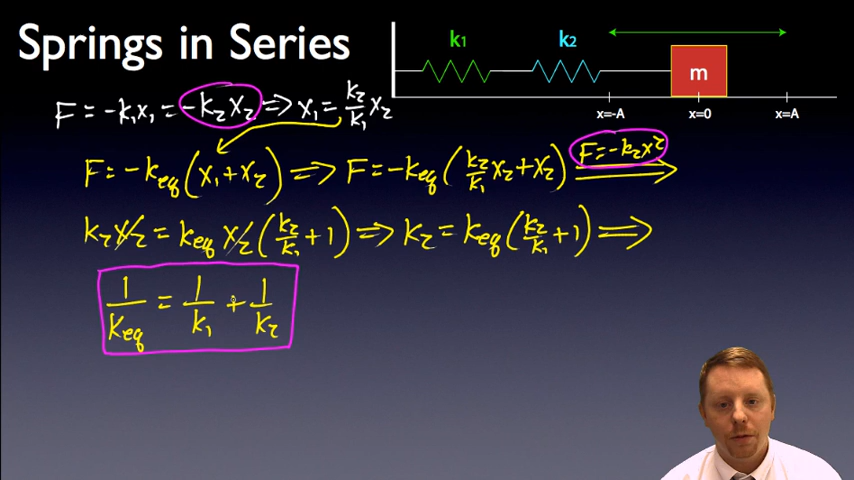 Springs in Series
k1 k2
m
x=-A x=0 x=A
F = -k₁x₁ = -k₂x₂ ⇒ x₁ = k₂/k₁ x₂
F = -keq(x₁+x₂) ⇒ F = -keq(k₂/k₁ x₂ + x₂) F=-k₂x²
k₂x₂ = keq x₂(k₂/k₁ + 1) ⇒ k₂ = keq(k₂/k₁ + 1) ⇒
1/keq = 1/k₁ + 1/k₂